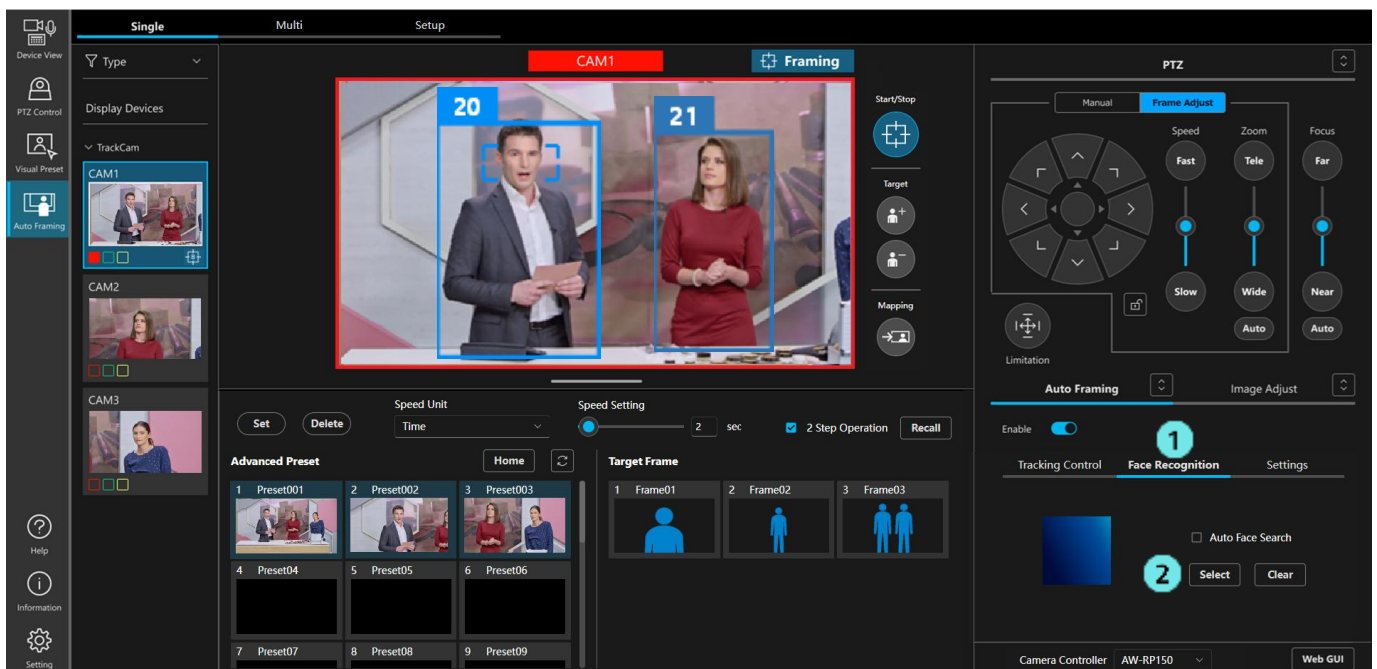 Single
Multi
Setup
Device View
PTZ Control
Visual Preset
Auto Framing
Help
Information
Setting
Type
Display Devices
TrackCam
CAM1
CAM2
CAM3
CAM1
Framing
20
21
Start/Stop
Target
Mapping
Set
Delete
Speed Unit
Time
Speed Setting
2 sec
2 Step Operation
Recall
Advanced Preset
Home
1 Preset001
2 Preset002
3 Preset003
4 Preset04
5 Preset05
6 Preset06
7 Preset07
8 Preset08
9 Preset09
Target Frame
1 Frame01
2 Frame02
3 Frame03
PTZ
Manual
Frame Adjust
Speed
Zoom
Focus
Fast
Tele
Far
Slow
Wide
Near
Auto
Auto
Limitation
Auto Framing
Image Adjust
Enable
1
Tracking Control
Face Recognition
Settings
Auto Face Search
2
Select
Clear
Camera Controller
AW-RP150
Web GUI